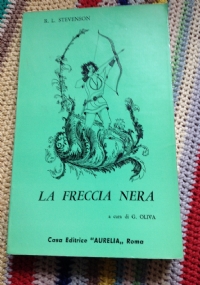 R. L. STEVENSON
LA FRECCIA NERA
a cura di G. OLIVA
Casa Editrice "AURELIA,, Roma